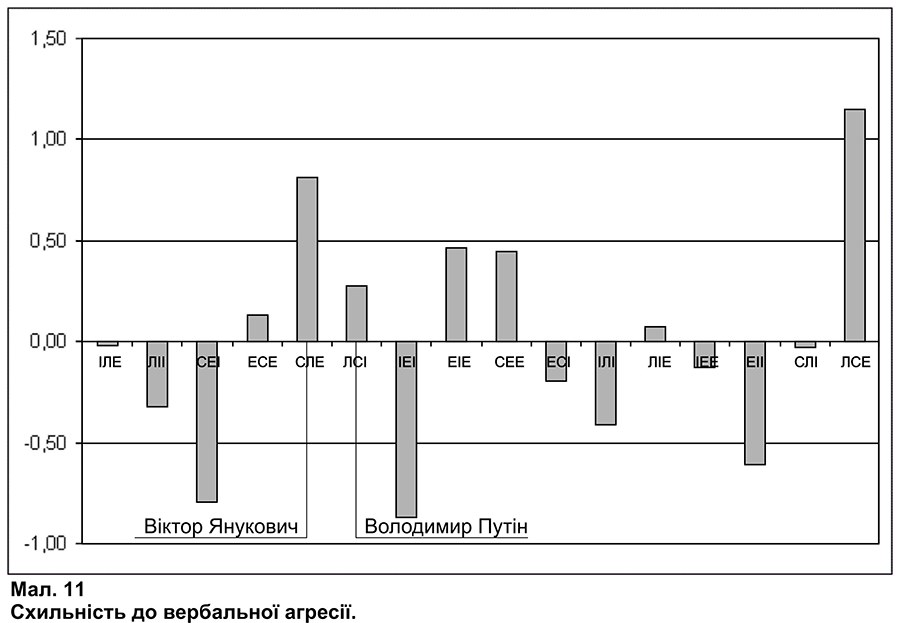 1,50
1,00
0,50
0,00
ІЛЕ ЛІІ СЕІ ЕСЕ СЛЕ ЛСІ ІЕІ ЕІЕ СЕЕ ЕСІ ІЛІ ЛІЕ ІЕЕ ЕІІ СЛІ ЛСЕ
-0,50
Віктор Янукович Володимир Путін
-1,00
Мал. 11
Схильність до вербальної агресії.